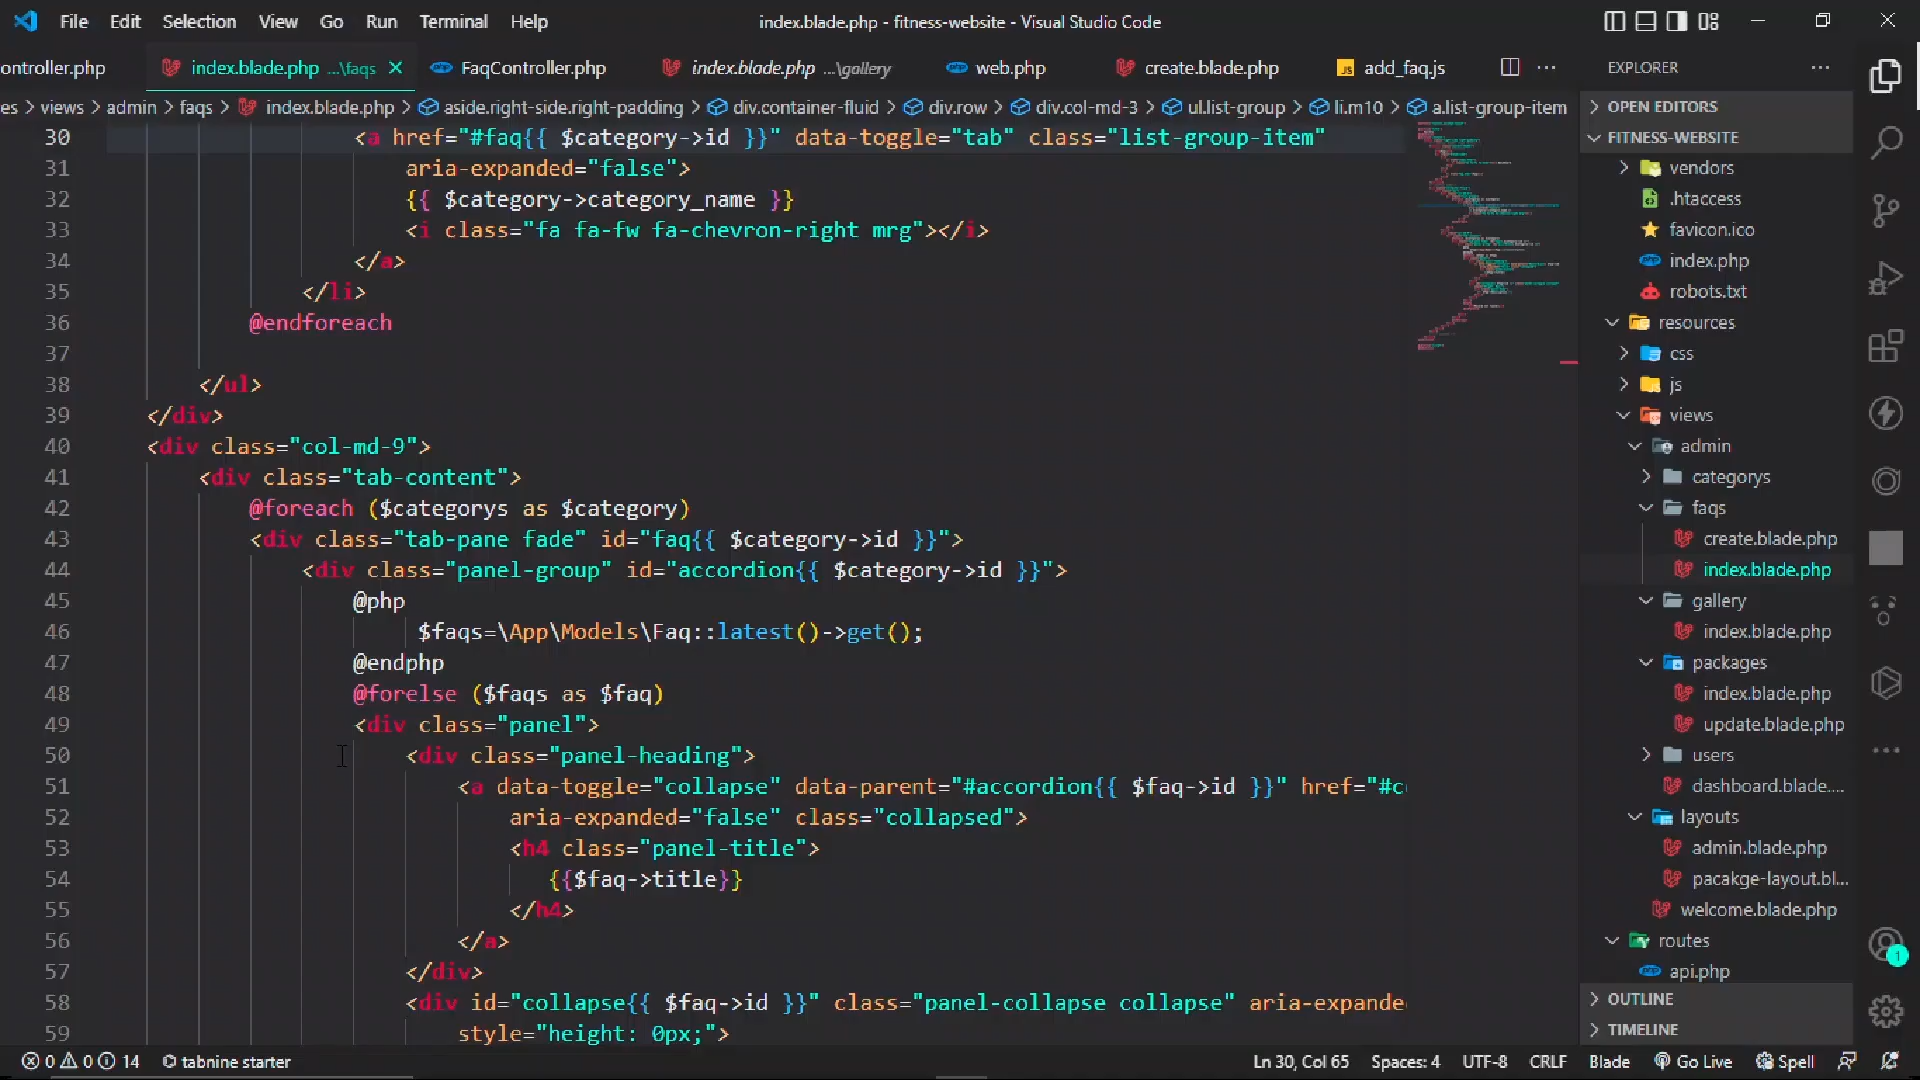 File Edit Selection View Go Run Terminal Help
index.blade.php - fitness-website - Visual Studio Code
ontroller.php
index.blade.php ...\faqs
FaqController.php
index.blade.php ...\gallery
web.php
create.blade.php
add_faq.js
es > views > admin > faqs > index.blade.php > aside.right-side.right-padding > div.container-fluid > div.row > div.col-md-3 > ul.list-group > li.m10 > a.list-group-item
30 <a href="#faq{{ $category->id }}" data-toggle="tab" class="list-group-item"
31 aria-expanded="false">
32 {{ $category->category_name }}
33 <i class="fa fa-fw fa-chevron-right mrg"></i>
34 </a>
35 </li>
36 @endforeach
37
38 </ul>
39 </div>
40 <div class="col-md-9">
41 <div class="tab-content">
42 @foreach ($categorys as $category)
43 <div class="tab-pane fade" id="faq{{ $category->id }}">
44 <div class="panel-group" id="accordion{{ $category->id }}">
45 @php
46 $faqs=\App\Models\Faq::latest()->get();
47 @endphp
48 @forelse ($faqs as $faq)
49 <div class="panel">
50 <div class="panel-heading">
51 <a data-toggle="collapse" data-parent="#accordion{{ $faq->id }}" href="#c
52 aria-expanded="false" class="collapsed">
53 <h4 class="panel-title">
54 {{$faq->title}}
55 </h4>
56 </a>
57 </div>
58 <div id="collapse{{ $faq->id }}" class="panel-collapse collapse" aria-expande
59 style="height: 0px;">
EXPLORER
OPEN EDITORS
FITNESS-WEBSITE
vendors
.htaccess
favicon.ico
index.php
robots.txt
resources
css
js
views
admin
categorys
faqs
create.blade.php
index.blade.php
gallery
index.blade.php
packages
index.blade.php
update.blade.php
users
dashboard.blade....
layouts
admin.blade.php
pacakge-layout.bl...
welcome.blade.php
routes
api.php
OUTLINE
TIMELINE
1
0 0 14 tabnine starter
Ln 30, Col 65 Spaces: 4 UTF-8 CRLF Blade Go Live Spell